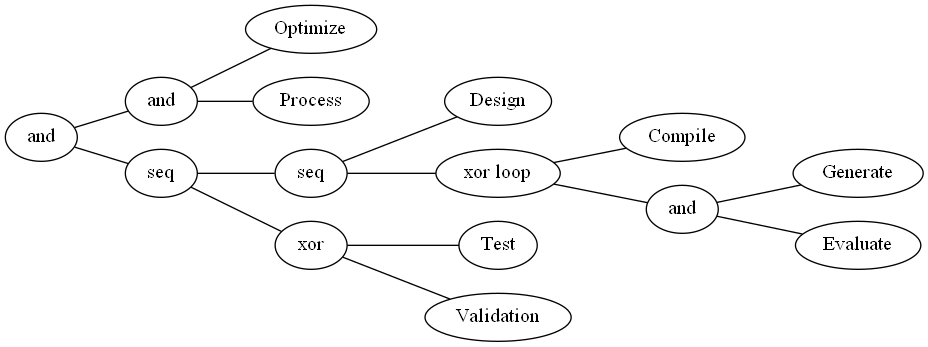 Optimize
and
Process
Design
and
Compile
seq
seq
xor loop
Generate
and
xor
Test
Evaluate
Validation